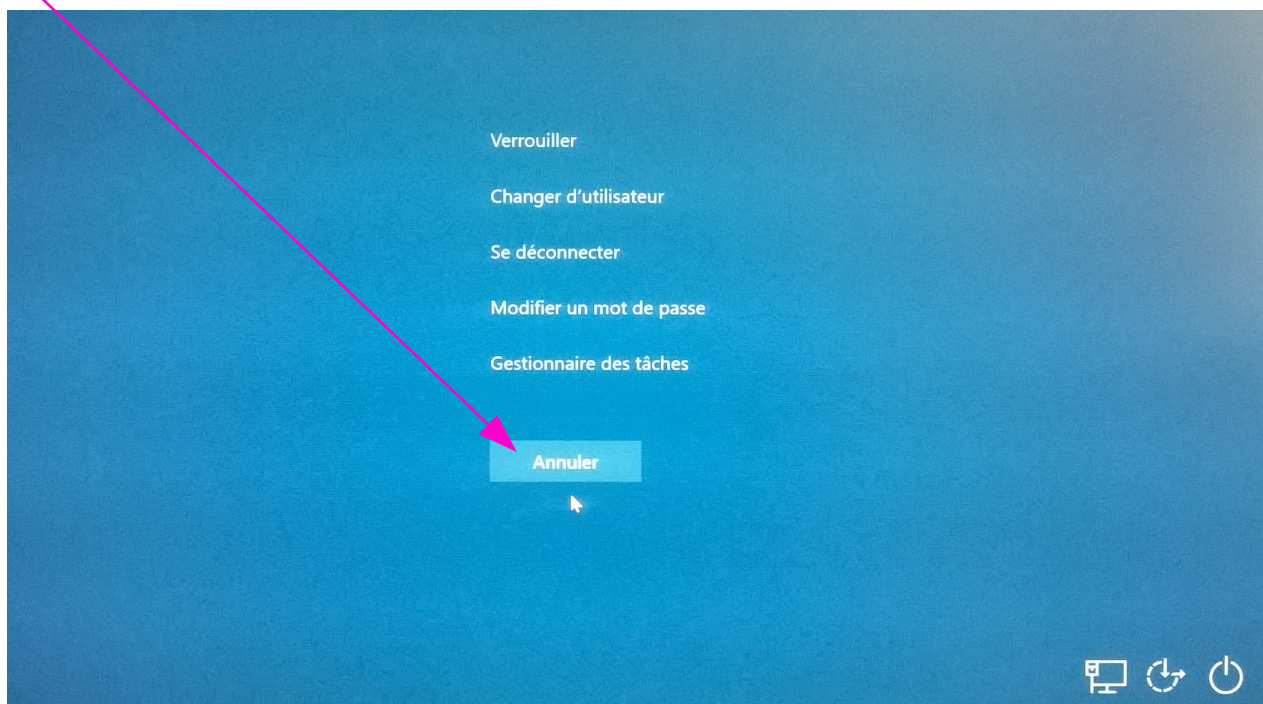 Verrouiller
Changer d’utilisateur
Se déconnecter
Modifier un mot de passe
Gestionnaire des tâches
Annuler